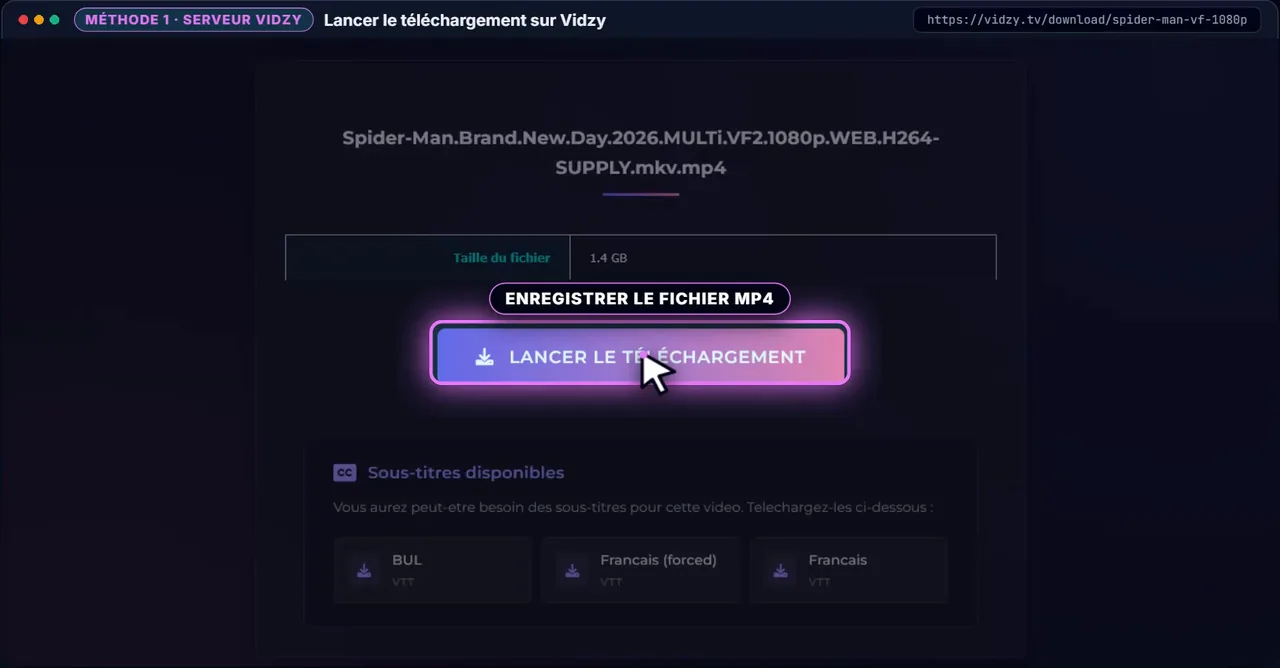 MÉTHODE 1 · SERVEUR VIDZY
Lancer le téléchargement sur Vidzy
https://vidzy.tv/download/spider-man-vf-1080p
Spider-Man.Brand.New.Day.2026.MULTi.VF2.1080p.WEB.H264-
SUPPLY.mkv.mp4
Taille du fichier
1.4 GB
ENREGISTRER LE FICHIER MP4
LANCER LE TÉLÉCHARGEMENT
CC
Sous-titres disponibles
Vous aurez peut-etre besoin des sous-titres pour cette video. Telechargez-les ci-dessous :
BUL
VTT
Francais (forced)
VTT
Francais
VTT